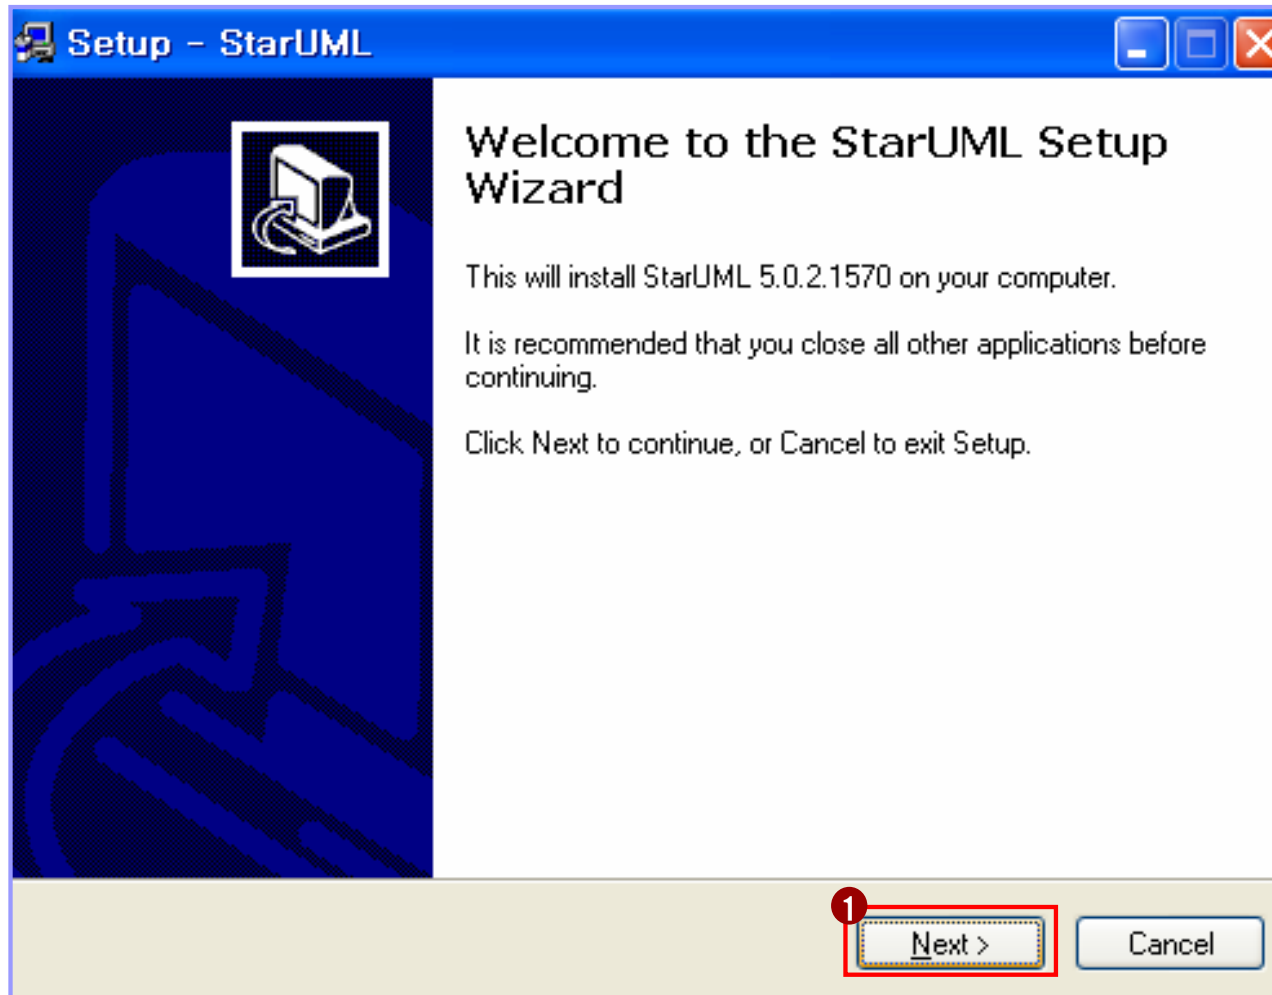 Setup - StarUML
Welcome to the StarUML Setup
Wizard
This will install StarUML 5.0.2.1570 on your computer.
It is recommended that you close all other applications before
continuing.
Click Next to continue, or Cancel to exit Setup.
1
Next >
Cancel